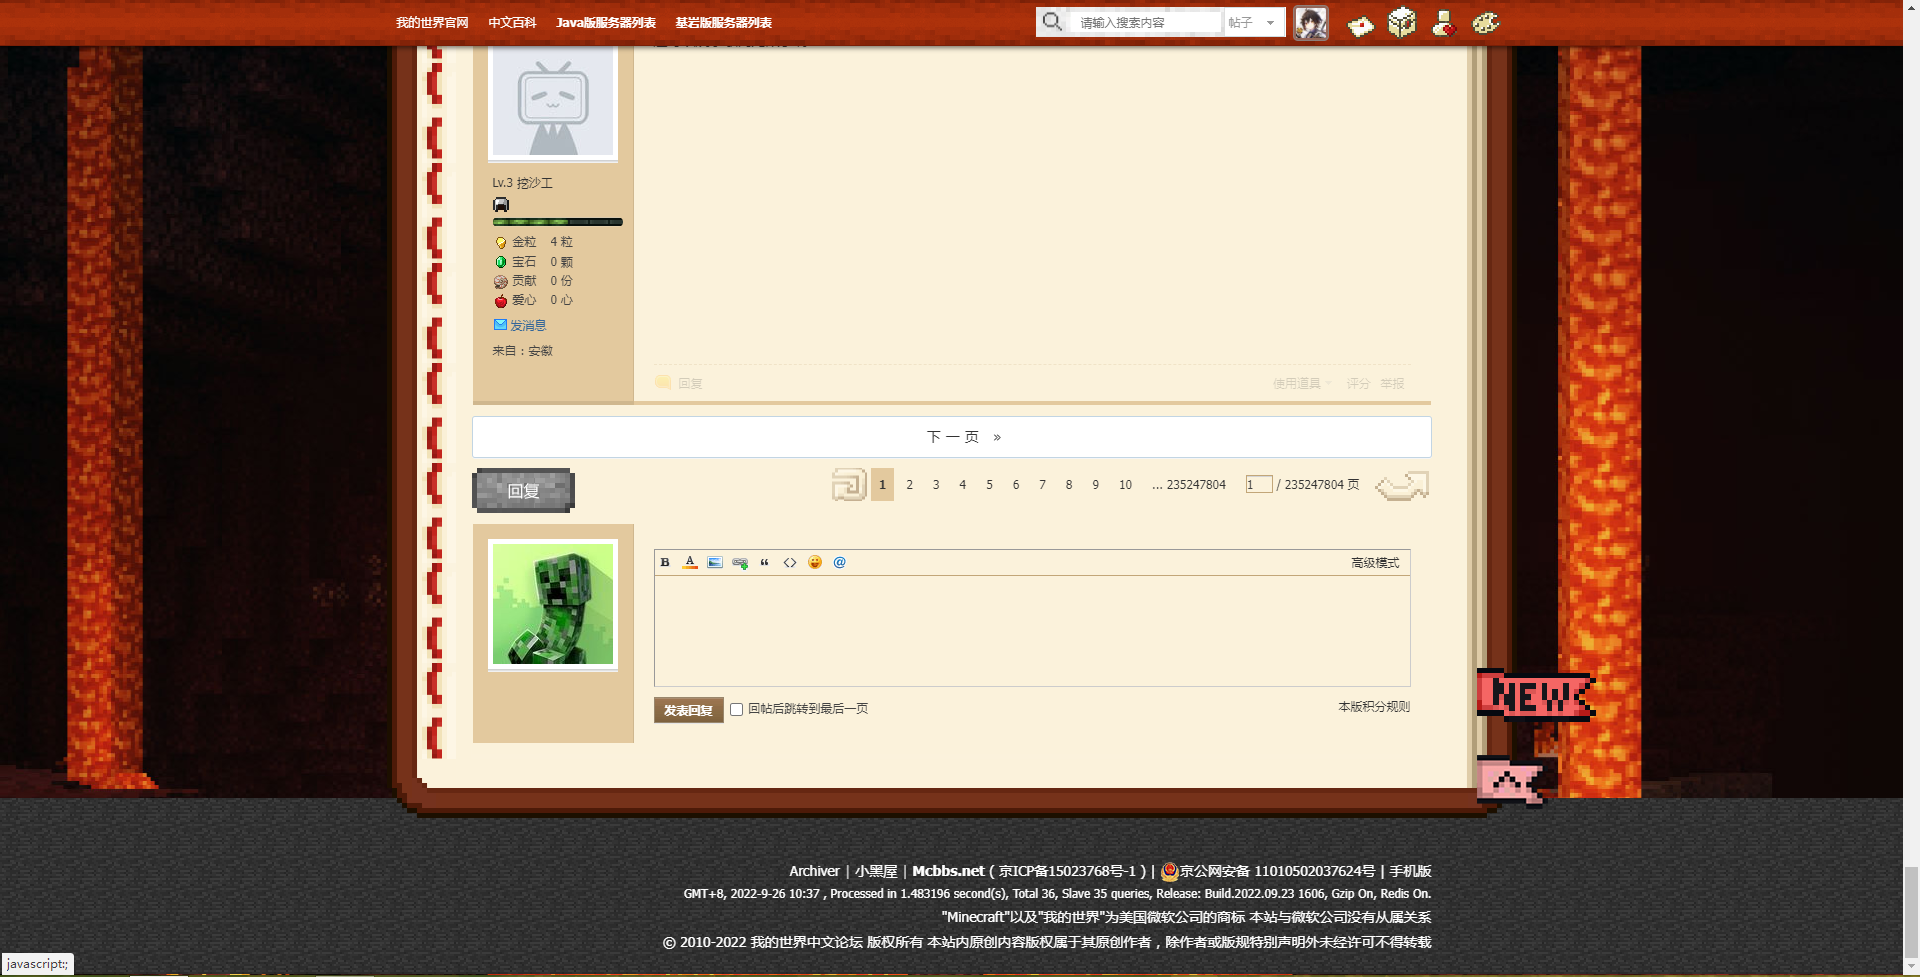 我的世界官网 中文百科 Java版服务器列表 基岩版服务器列表 请输入搜索内容 帖子
Lv.3 挖沙工
金粒 4 粒
宝石 0 颗
贡献 0 份
爱心 0 心
发消息
来自：安徽
回复 使用道具 评分 举报
下一页 »
回复 1 2 3 4 5 6 7 8 9 10 ... 235247804 1 / 235247804 页
B A “ <> @ 高级模式
发表回复 回帖后跳转到最后一页 本版积分规则
NEW
Archiver | 小黑屋 | Mcbbs.net ( 京ICP备15023768号-1 ) | 京公网安备 11010502037624号 | 手机版
GMT+8, 2022-9-26 10:37 , Processed in 1.483196 second(s), Total 36, Slave 35 queries, Release: Build.2022.09.23 1606, Gzip On, Redis On.
"Minecraft"以及"我的世界"为美国微软公司的商标 本站与微软公司没有从属关系
© 2010-2022 我的世界中文论坛 版权所有 本站内原创内容版权属于其原创作者，除作者或版规特别声明外未经许可不得转载
javascript:;